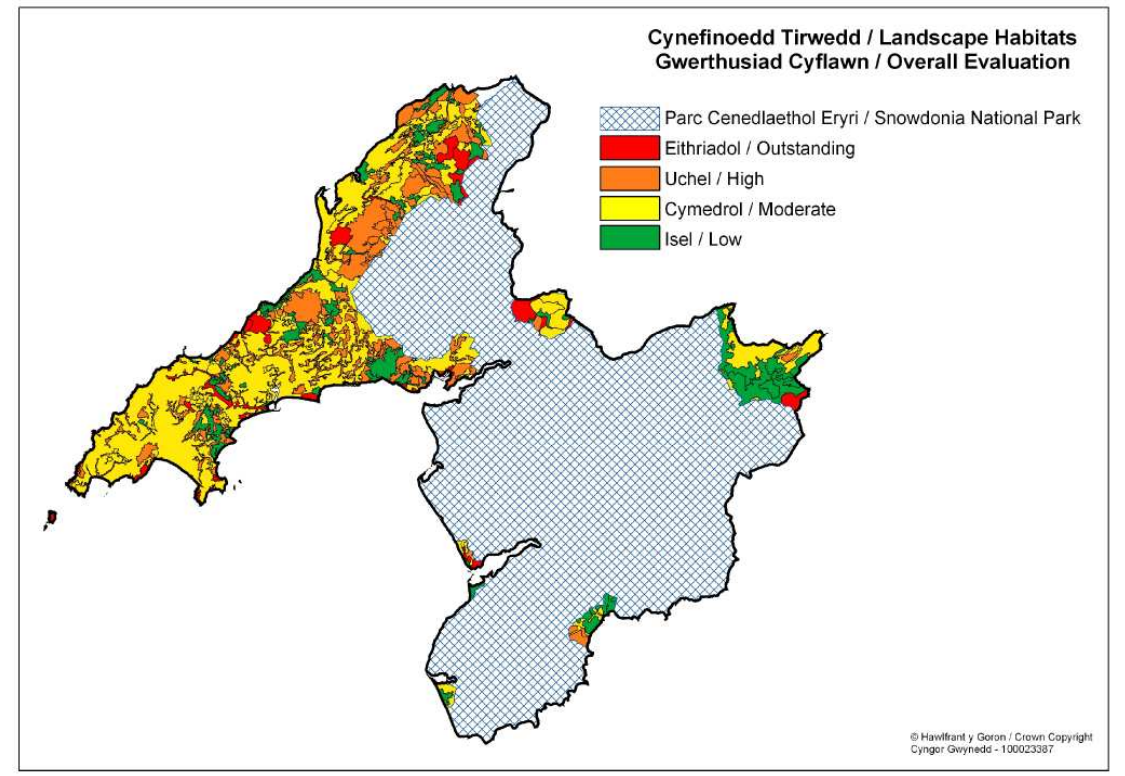 Cynefinoedd Tirwedd / Landscape Habitats
Gwerthusiad Cyflawn / Overall Evaluation
Parc Cenedlaethol Eryri / Snowdonia National Park
Eithriadol / Outstanding
Uchel / High
Cymedrol / Moderate
Isel / Low
© Hawlfrant y Goron / Crown Copyright
Cyngor Gwynedd - 100023387